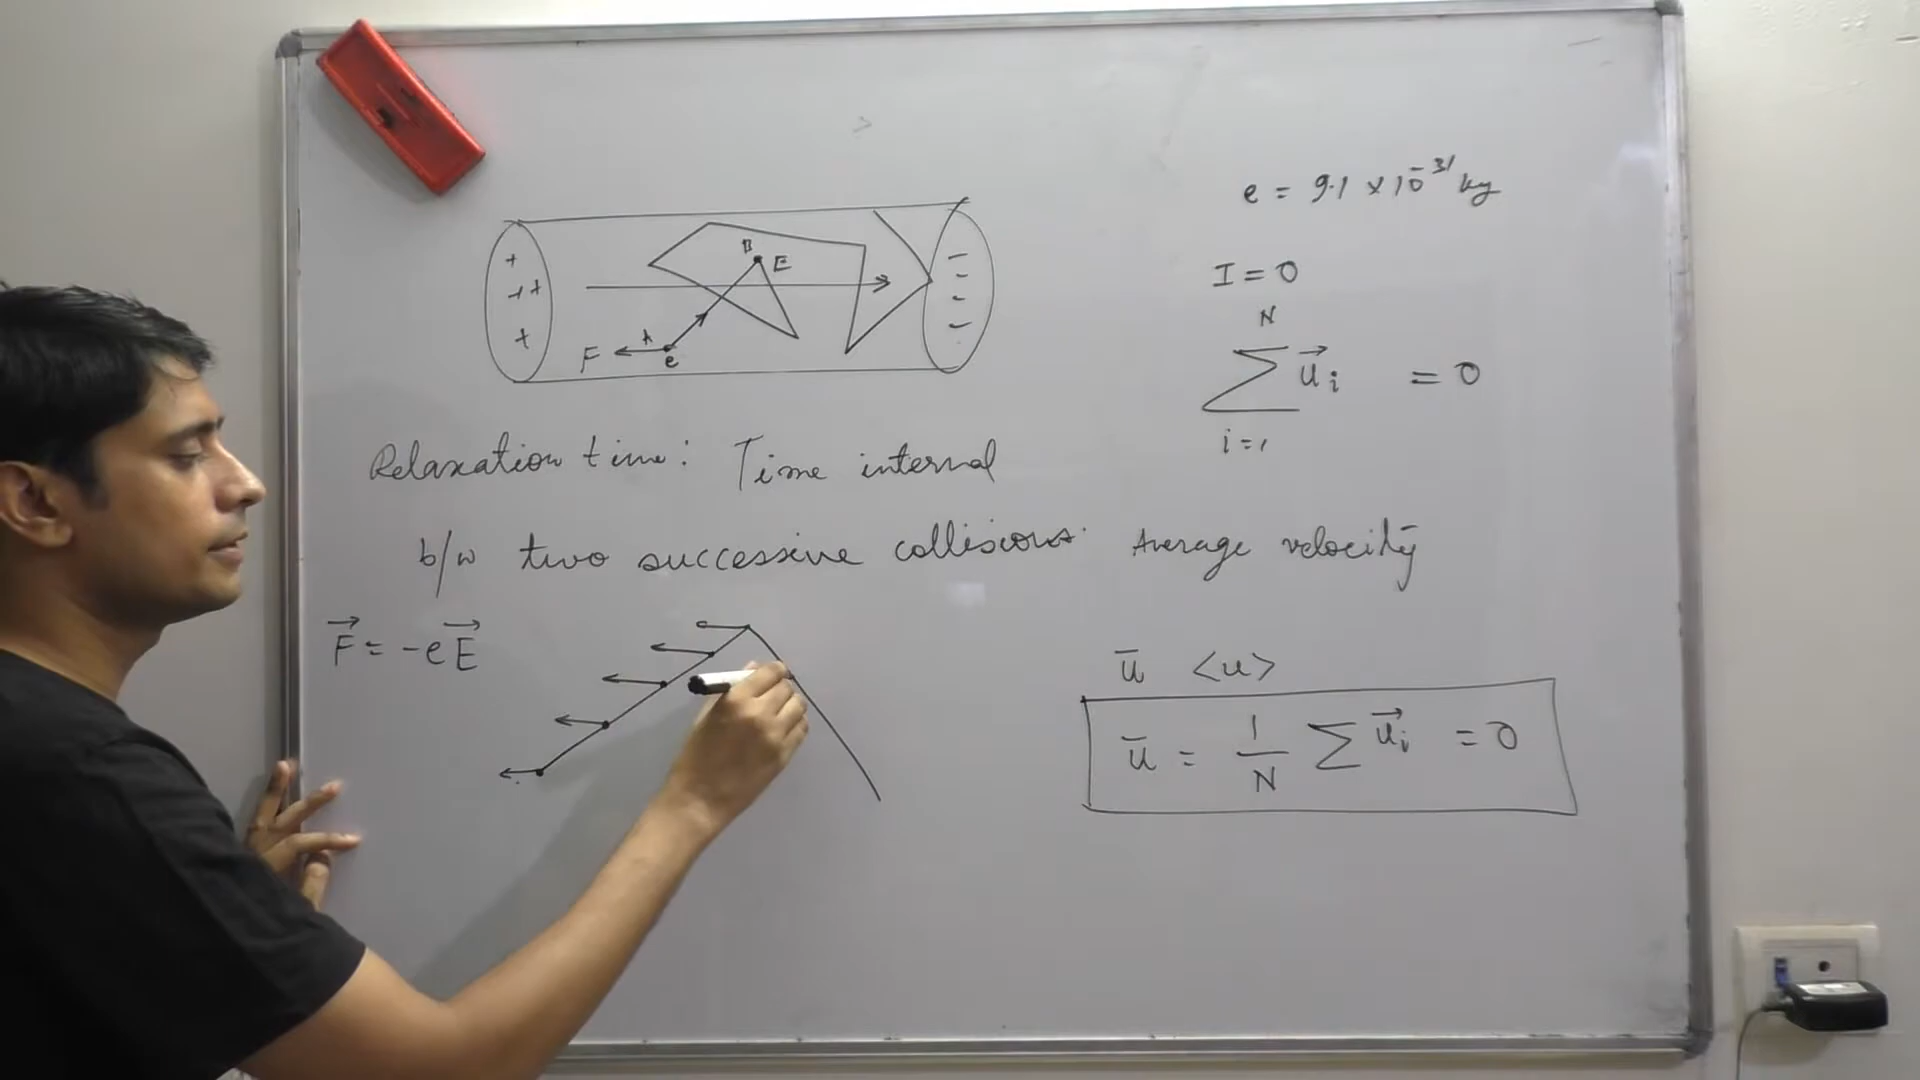 e = 9.1 × 10⁻³¹ kg
+ ++ +
B E
A
F e
− − −
I = 0
N
∑ u⃗ᵢ = 0
i=1
Relaxation time: Time interval
b/w two successive collisions. Average velocity
F⃗ = -eE⃗
ū <u>
ū = 1/N ∑ u⃗ᵢ = 0